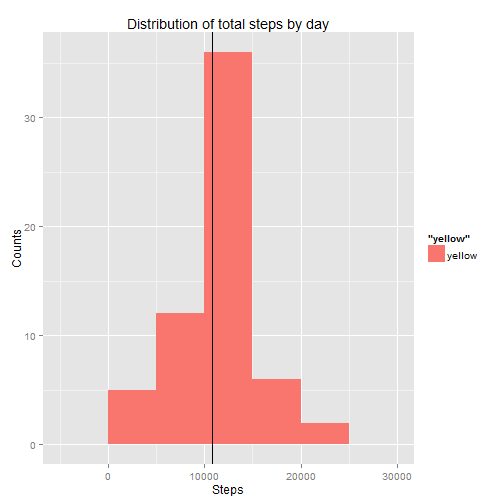 Distribution of total steps by day
Counts
30
20
10
0
0 10000 20000 30000
Steps
"yellow"
yellow